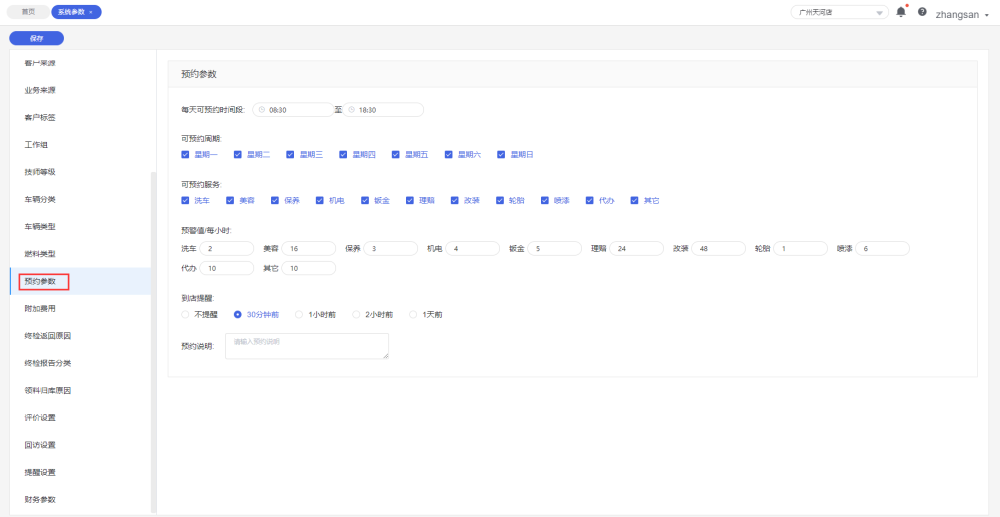 首页 系统参数 × 广州天河店 zhangsan
保存
客户来源
业务来源
客户标签
工作组
技师等级
车辆分类
车辆类型
燃料类型
预约参数
附加费用
终检返回原因
终检报告分类
领料归库原因
评价设置
回访设置
提醒设置
财务参数
预约参数
每天可预约时间段: 08:30 至 18:30
可预约周期:
星期一 星期二 星期三 星期四 星期五 星期六 星期日
可预约服务:
洗车 美容 保养 机电 钣金 理赔 改装 轮胎 喷漆 代办 其它
预警值/每小时:
洗车 2 美容 16 保养 3 机电 4 钣金 5 理赔 24 改装 48 轮胎 1 喷漆 6
代办 10 其它 10
到店提醒:
不提醒 30分钟前 1小时前 2小时前 1天前
预约说明: 请输入预约说明